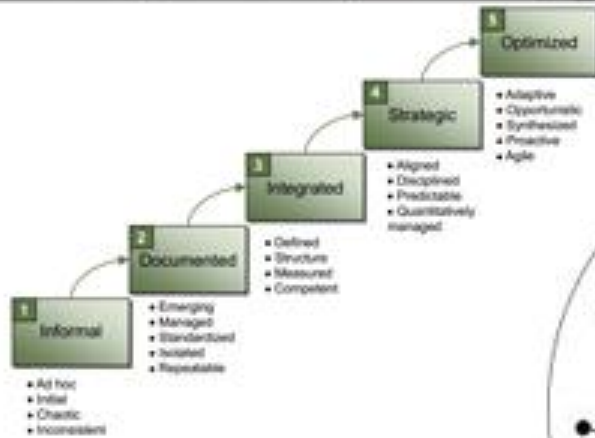 5
Optimized
• Adaptive
• Opportunistic
• Synthesized
• Proactive
• Agile
4
Strategic
• Aligned
• Disciplined
• Predictable
• Quantitatively
managed
3
Integrated
• Defined
• Structure
• Measured
• Competent
2
Documented
• Emerging
• Managed
• Standardized
• Isolated
• Repeatable
1
Informal
• Ad hoc
• Initial
• Chaotic
• Inconsistent